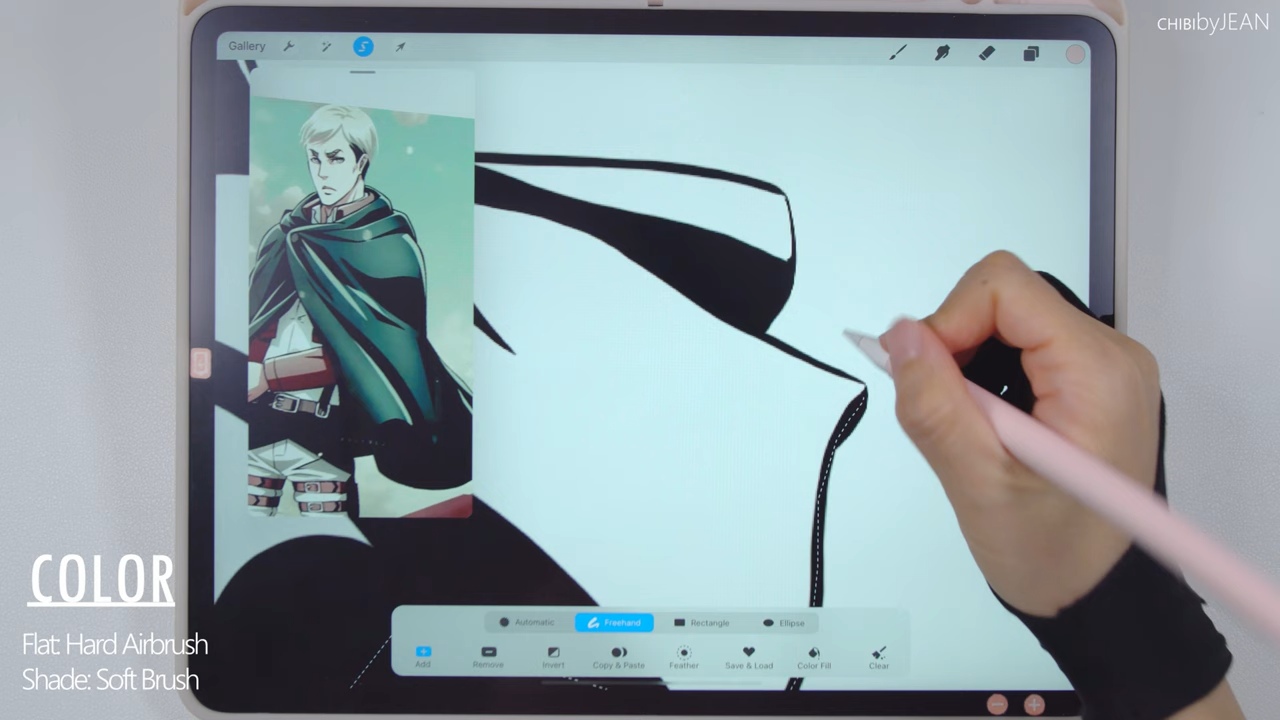 CHIBIbyJEAN
Gallery
COLOR
Flat: Hard Airbrush
Shade: Soft Brush
Automatic Freehand Rectangle Ellipse
Add Remove Invert Copy & Paste Feather Save & Load Color Fill Clear